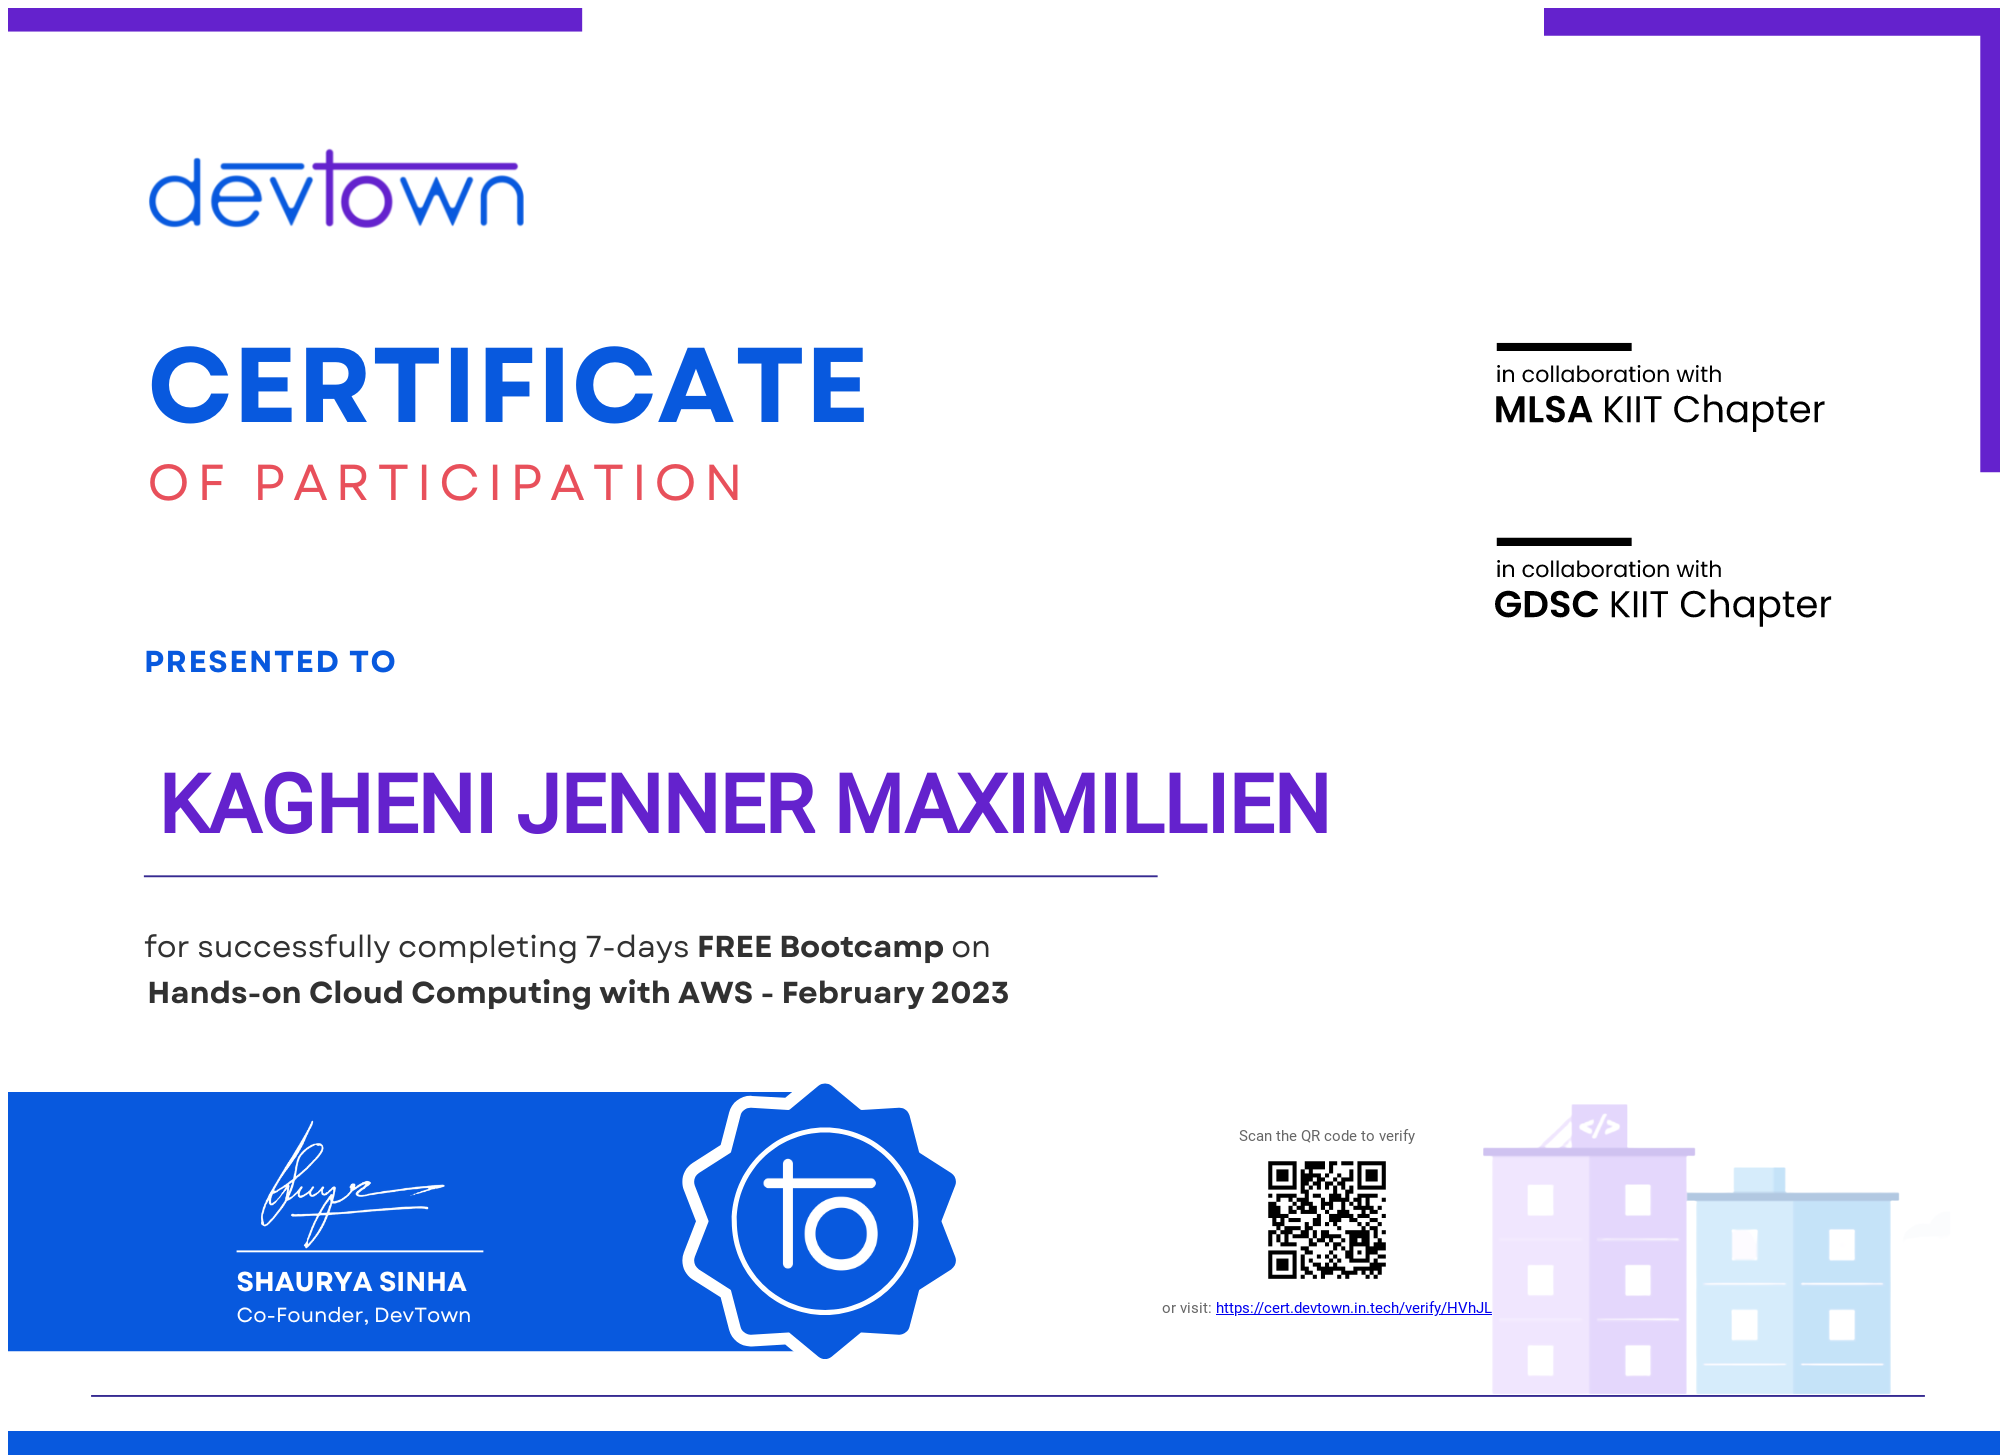 devtown
CERTIFICATE
OF PARTICIPATION
in collaboration with
MLSA KIIT Chapter
in collaboration with
GDSC KIIT Chapter
PRESENTED TO
KAGHENI JENNER MAXIMILLIEN
for successfully completing 7-days FREE Bootcamp on
Hands-on Cloud Computing with AWS - February 2023
SHAURYA SINHA
Co-Founder, DevTown
to
Scan the QR code to verify
or visit: https://cert.devtown.in.tech/verify/HVhJL
</>